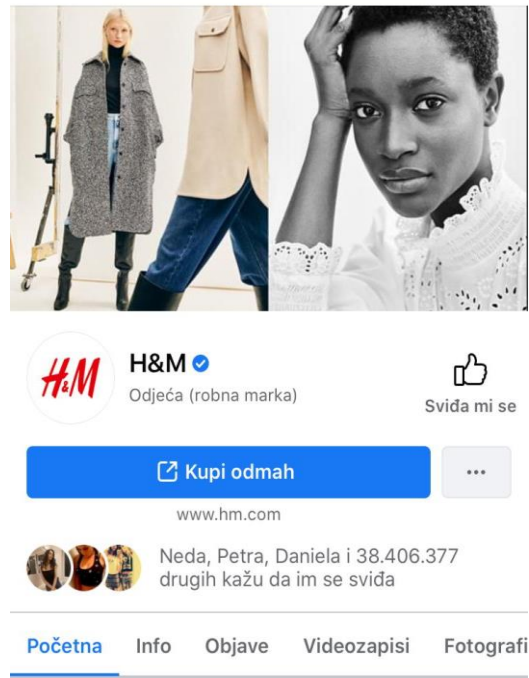 H&M
H&M
Odjeća (robna marka)
Sviđa mi se
Kupi odmah
www.hm.com
Neda, Petra, Daniela i 38.406.377
drugih kažu da im se sviđa
Početna Info Objave Videozapisi Fotografi